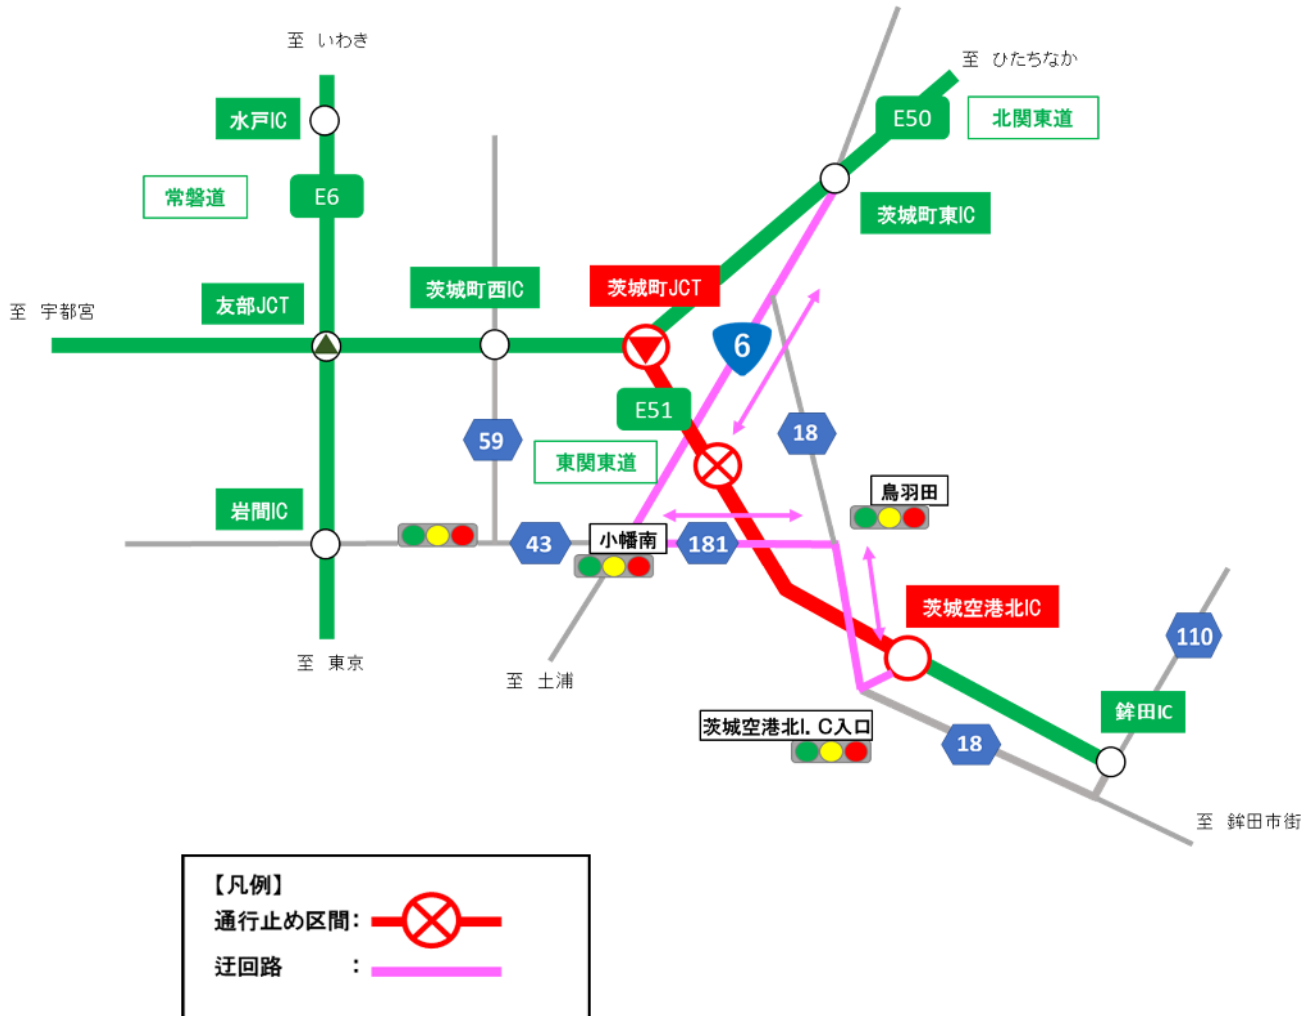 至 いわき
至 ひたちなか
水戸IC
E50
北関東道
常磐道
E6
茨城町東IC
友部JCT
茨城町西IC
茨城町JCT
至 宇都宮
6
E51
59
18
東関東道
鳥羽田
岩間IC
43
小幡南
181
茨城空港北IC
110
至 東京
至 土浦
茨城空港北I.C入口
18
鉾田IC
至 鉾田市街
【凡例】
通行止め区間:
迂回路 :